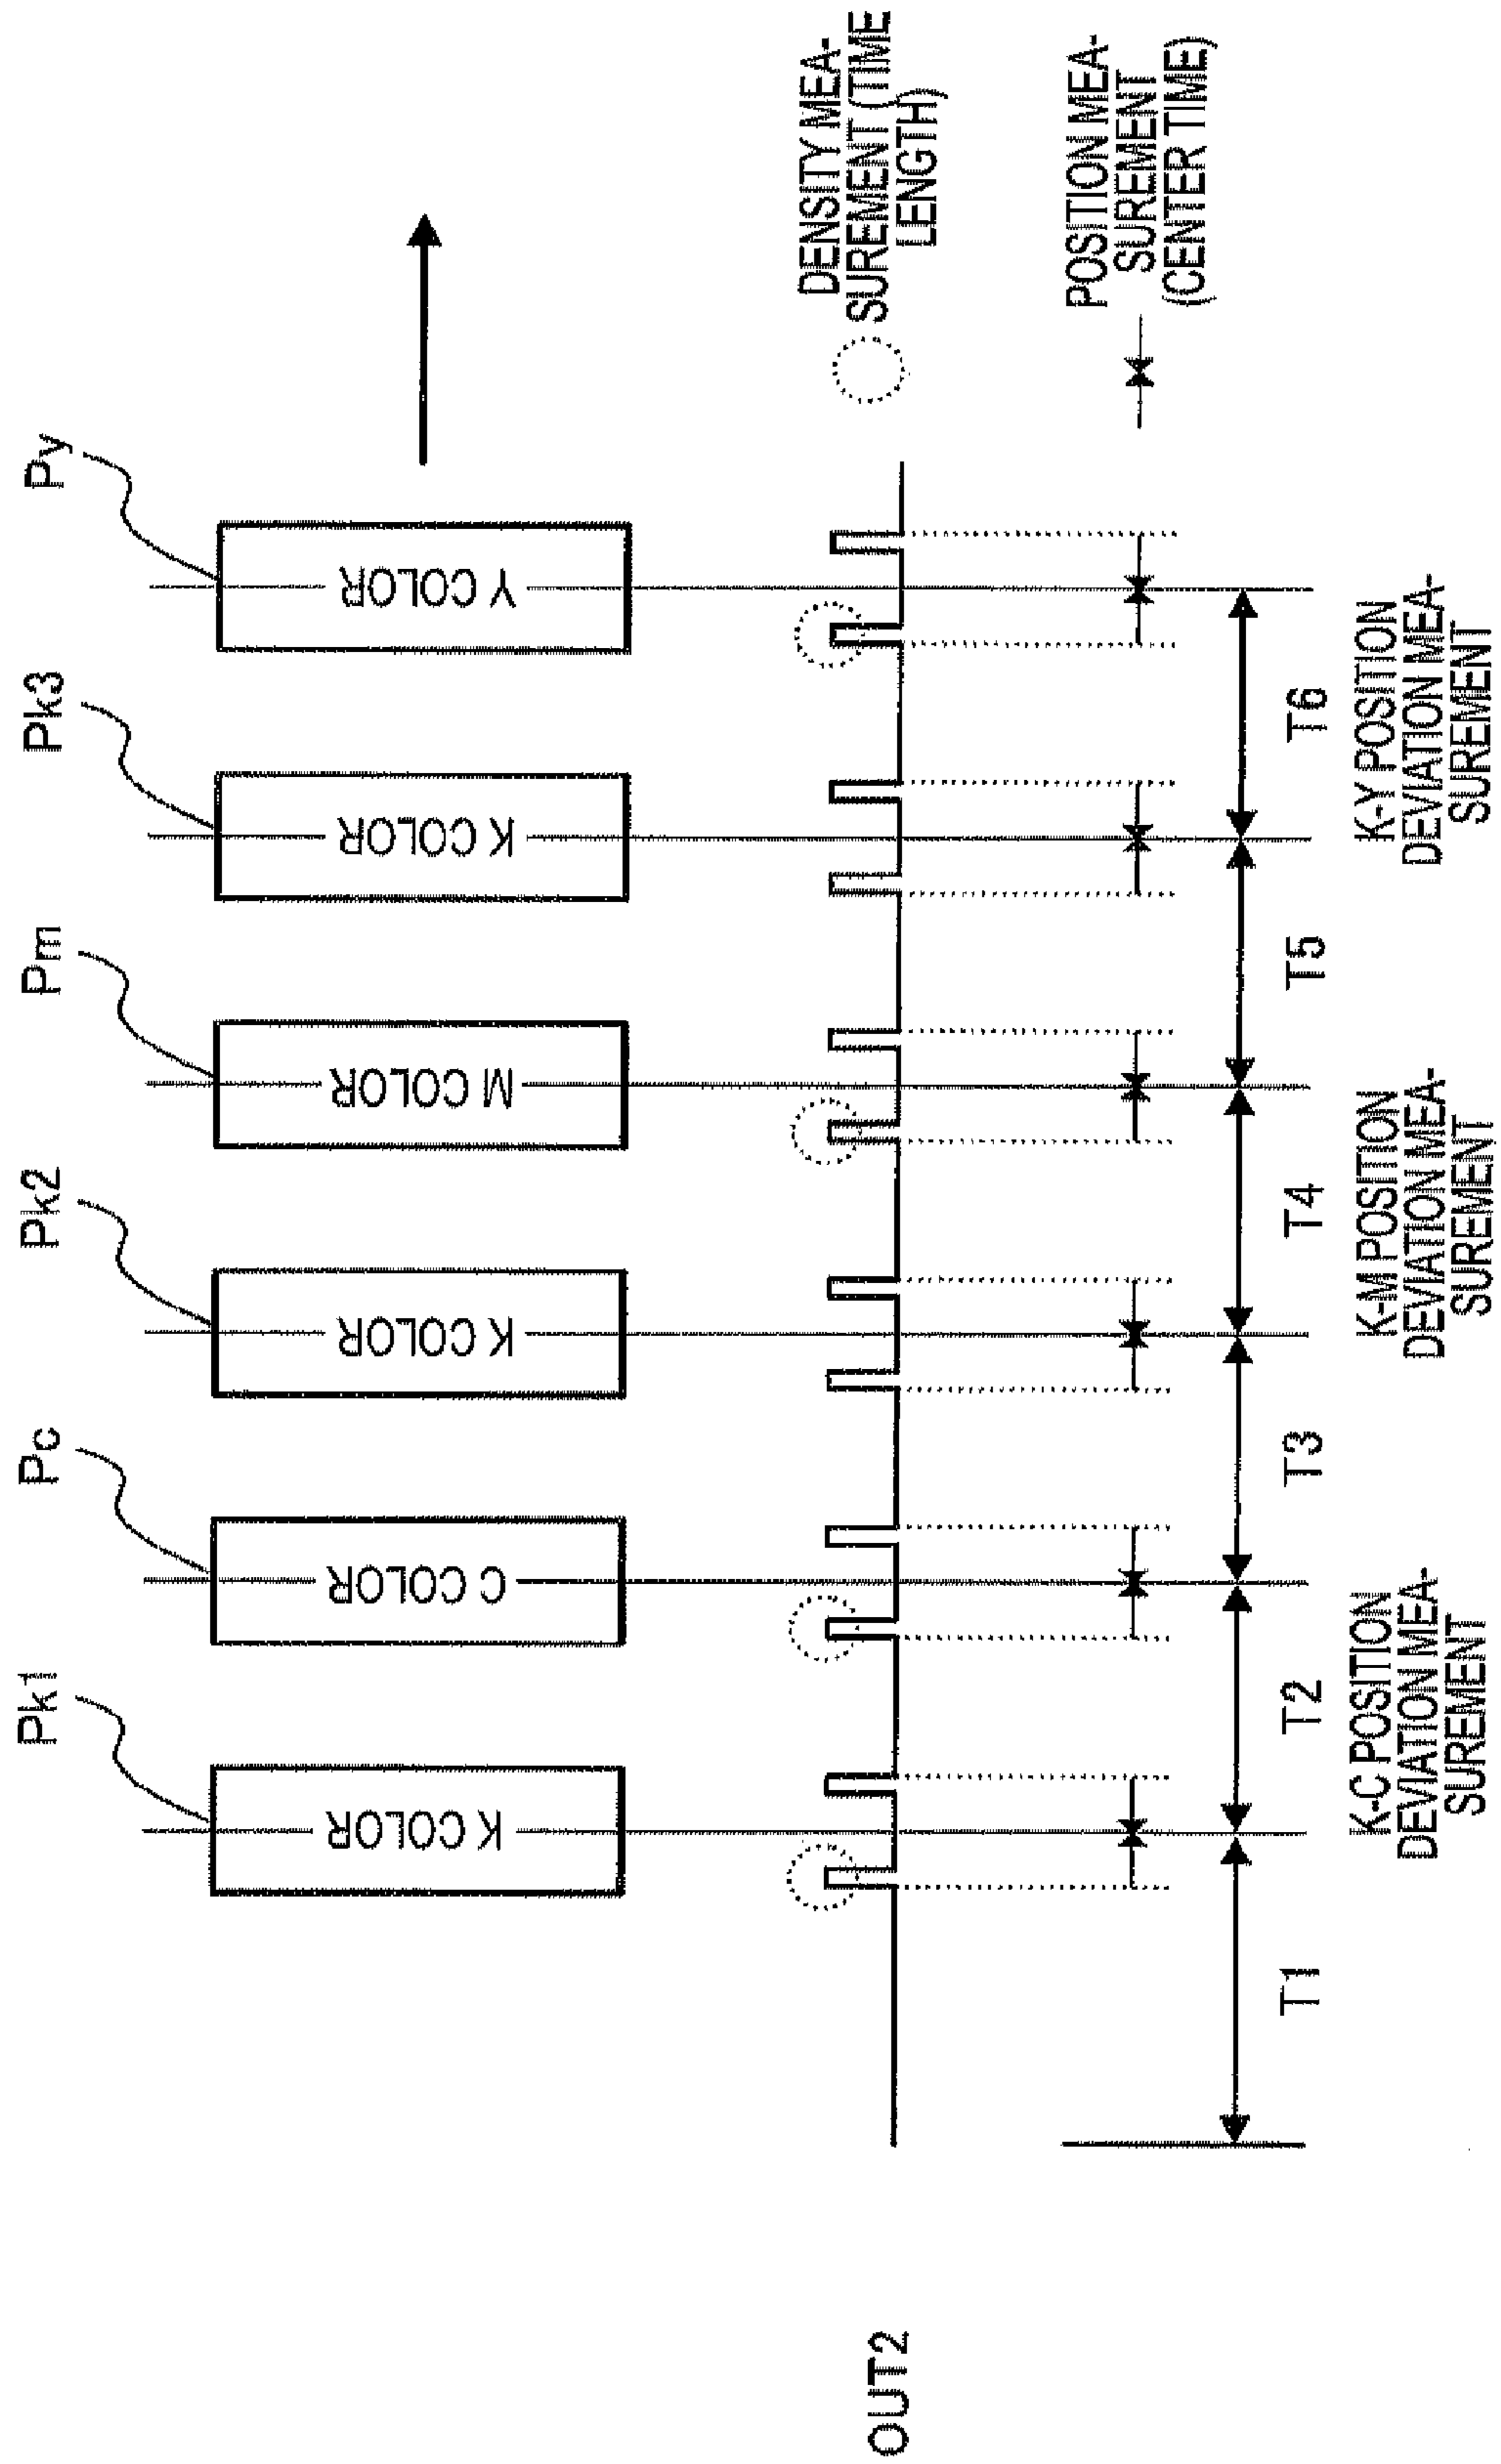 Pk1
Pc
Pk2
Pm
Pk3
Py
K COLOR
C COLOR
K COLOR
M COLOR
K COLOR
Y COLOR
OUT2
DENSITY MEA-
SUREMENT (TIME
LENGTH)
POSITION MEA-
SUREMENT
(CENTER TIME)
T1
T2
T3
T4
T5
T6
K-C POSITION
DEVIATION MEA-
SUREMENT
K-M POSITION
DEVIATION MEA-
SUREMENT
K-Y POSITION
DEVIATION MEA-
SUREMENT